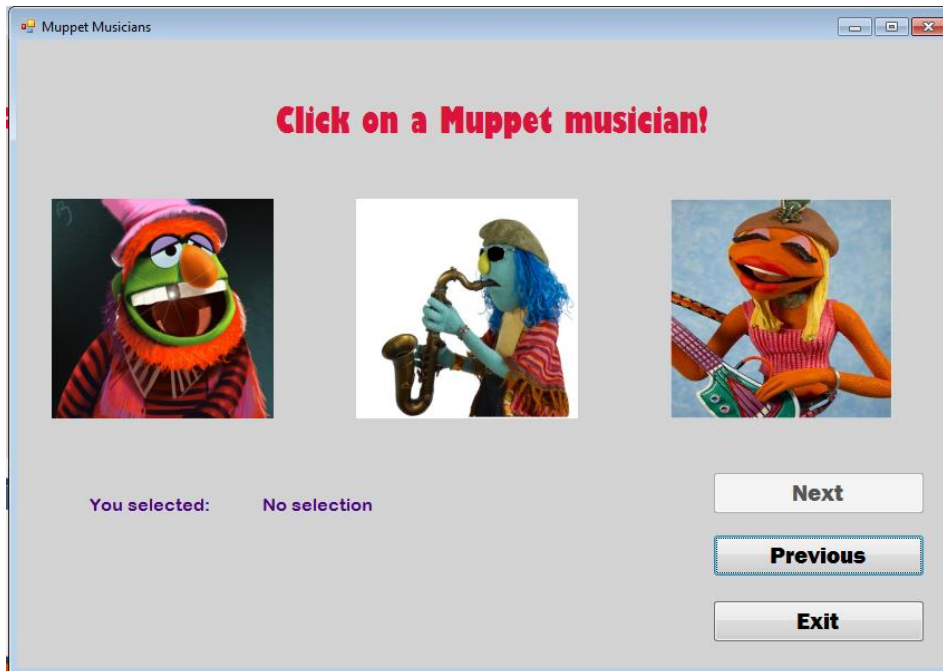 Muppet Musicians
Click on a Muppet musician!
You selected: No selection
Next
Previous
Exit